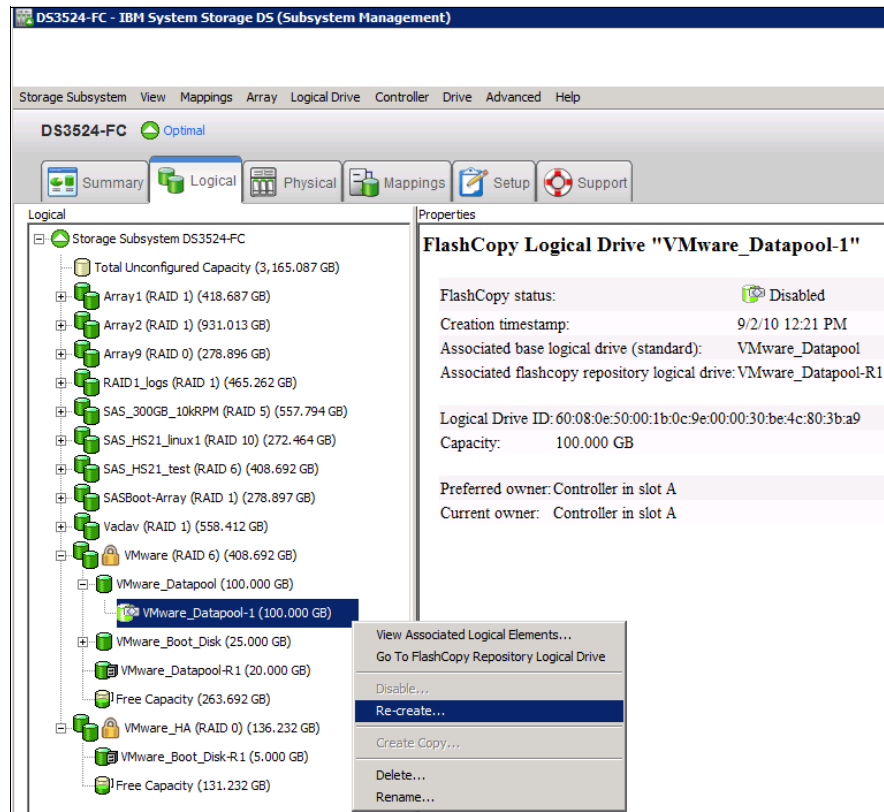 DS3524-FC - IBM System Storage DS (Subsystem Management)
Storage Subsystem View Mappings Array Logical Drive Controller Drive Advanced Help
DS3524-FC Optimal
Summary Logical Physical Mappings Setup Support
Logical
Storage Subsystem DS3524-FC
Total Unconfigured Capacity (3,165.087 GB)
Array1 (RAID 1) (418.687 GB)
Array2 (RAID 1) (931.013 GB)
Array9 (RAID 0) (278.896 GB)
RAID1_logs (RAID 1) (465.262 GB)
SAS_300GB_10kRPM (RAID 5) (557.794 GB)
SAS_HS21_linux1 (RAID 10) (272.464 GB)
SAS_HS21_test (RAID 6) (408.692 GB)
SASBoot-Array (RAID 1) (278.897 GB)
Vaclav (RAID 1) (558.412 GB)
VMware (RAID 6) (408.692 GB)
VMware_Datapool (100.000 GB)
VMware_Datapool-1 (100.000 GB)
VMware_Boot_Disk (25.000 GB)
VMware_Datapool-R1 (20.000 GB)
Free Capacity (263.692 GB)
VMware_HA (RAID 0) (136.232 GB)
VMware_Boot_Disk-R1 (5.000 GB)
Free Capacity (131.232 GB)
Properties
FlashCopy Logical Drive "VMware_Datapool-1"
FlashCopy status: Disabled
Creation timestamp: 9/2/10 12:21 PM
Associated base logical drive (standard): VMware_Datapool
Associated flashcopy repository logical drive: VMware_Datapool-R1
Logical Drive ID: 60:08:0e:50:00:1b:0c:9e:00:00:30:be:4c:80:3b:a9
Capacity: 100.000 GB
Preferred owner: Controller in slot A
Current owner: Controller in slot A
View Associated Logical Elements...
Go To FlashCopy Repository Logical Drive
Disable...
Re-create...
Create Copy...
Delete...
Rename...